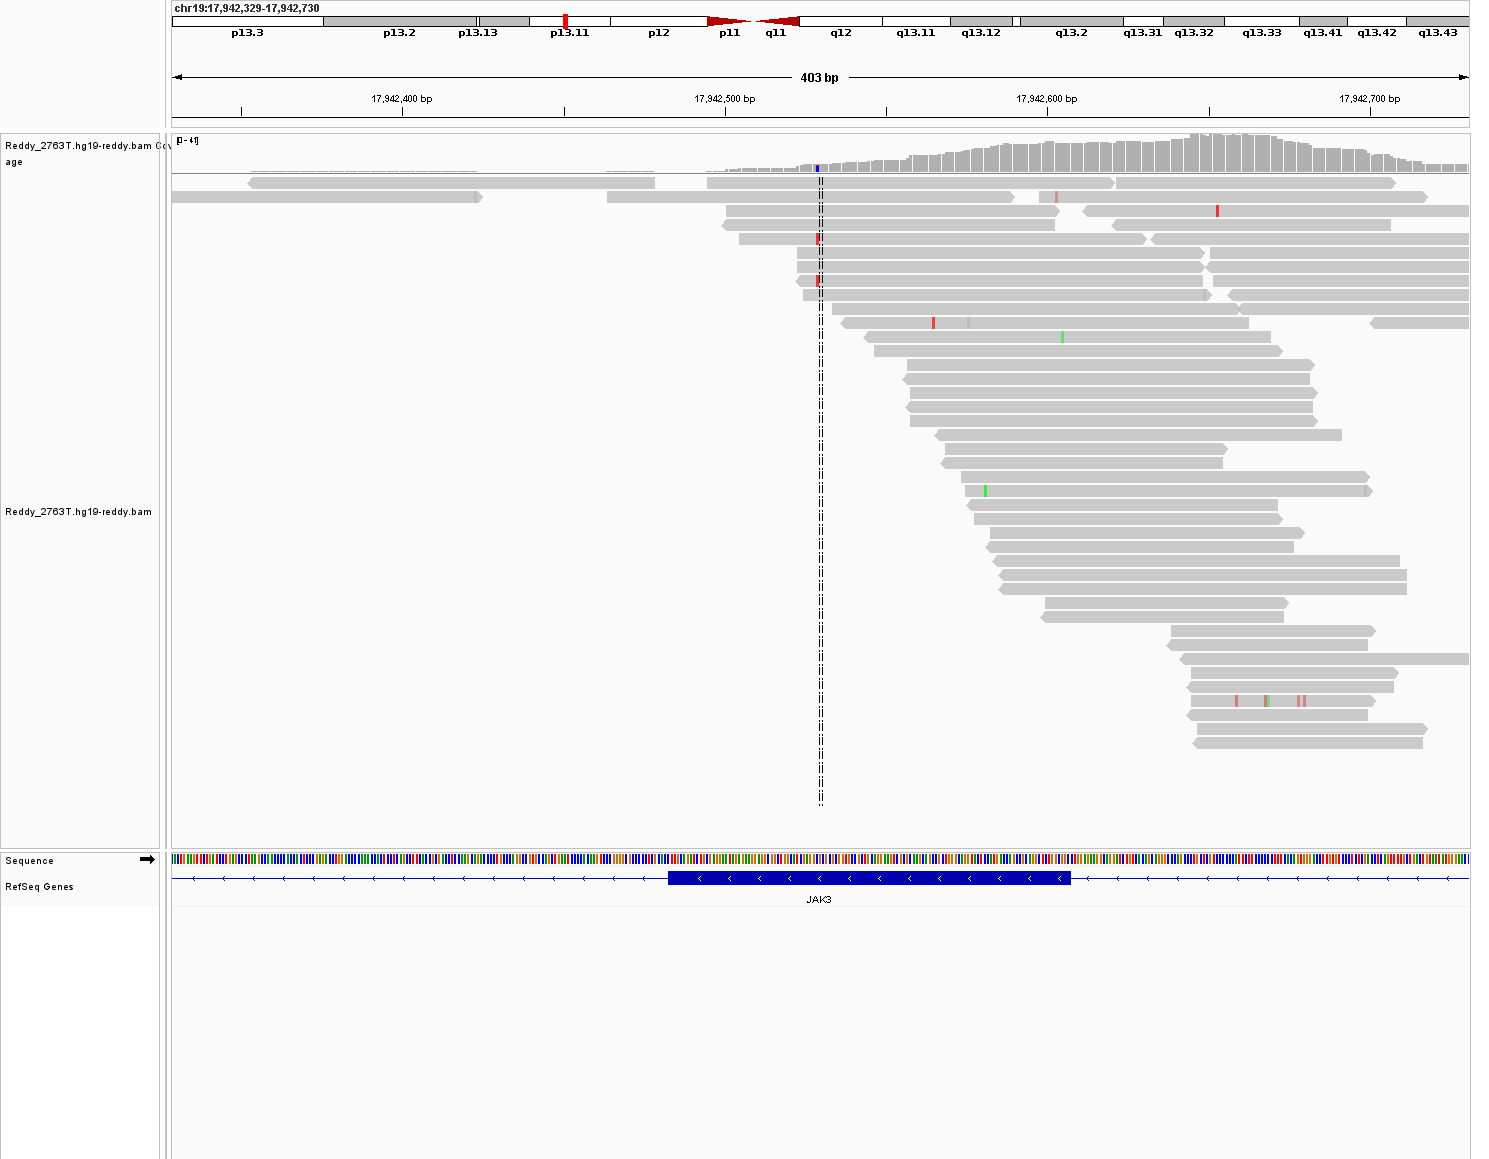 chr19:17,942,329-17,942,730
p13.3 p13.2 p13.13 p13.11 p12 p11 q11 q12 q13.11 q13.12 q13.2 q13.31 q13.32 q13.33 q13.41 q13.42 q13.43
403 bp
17,942,400 bp 17,942,500 bp 17,942,600 bp 17,942,700 bp
[0 - 41]
Reddy_2763T.hg19-reddy.bam Cov
age
Reddy_2763T.hg19-reddy.bam
Sequence
RefSeq Genes
JAK3